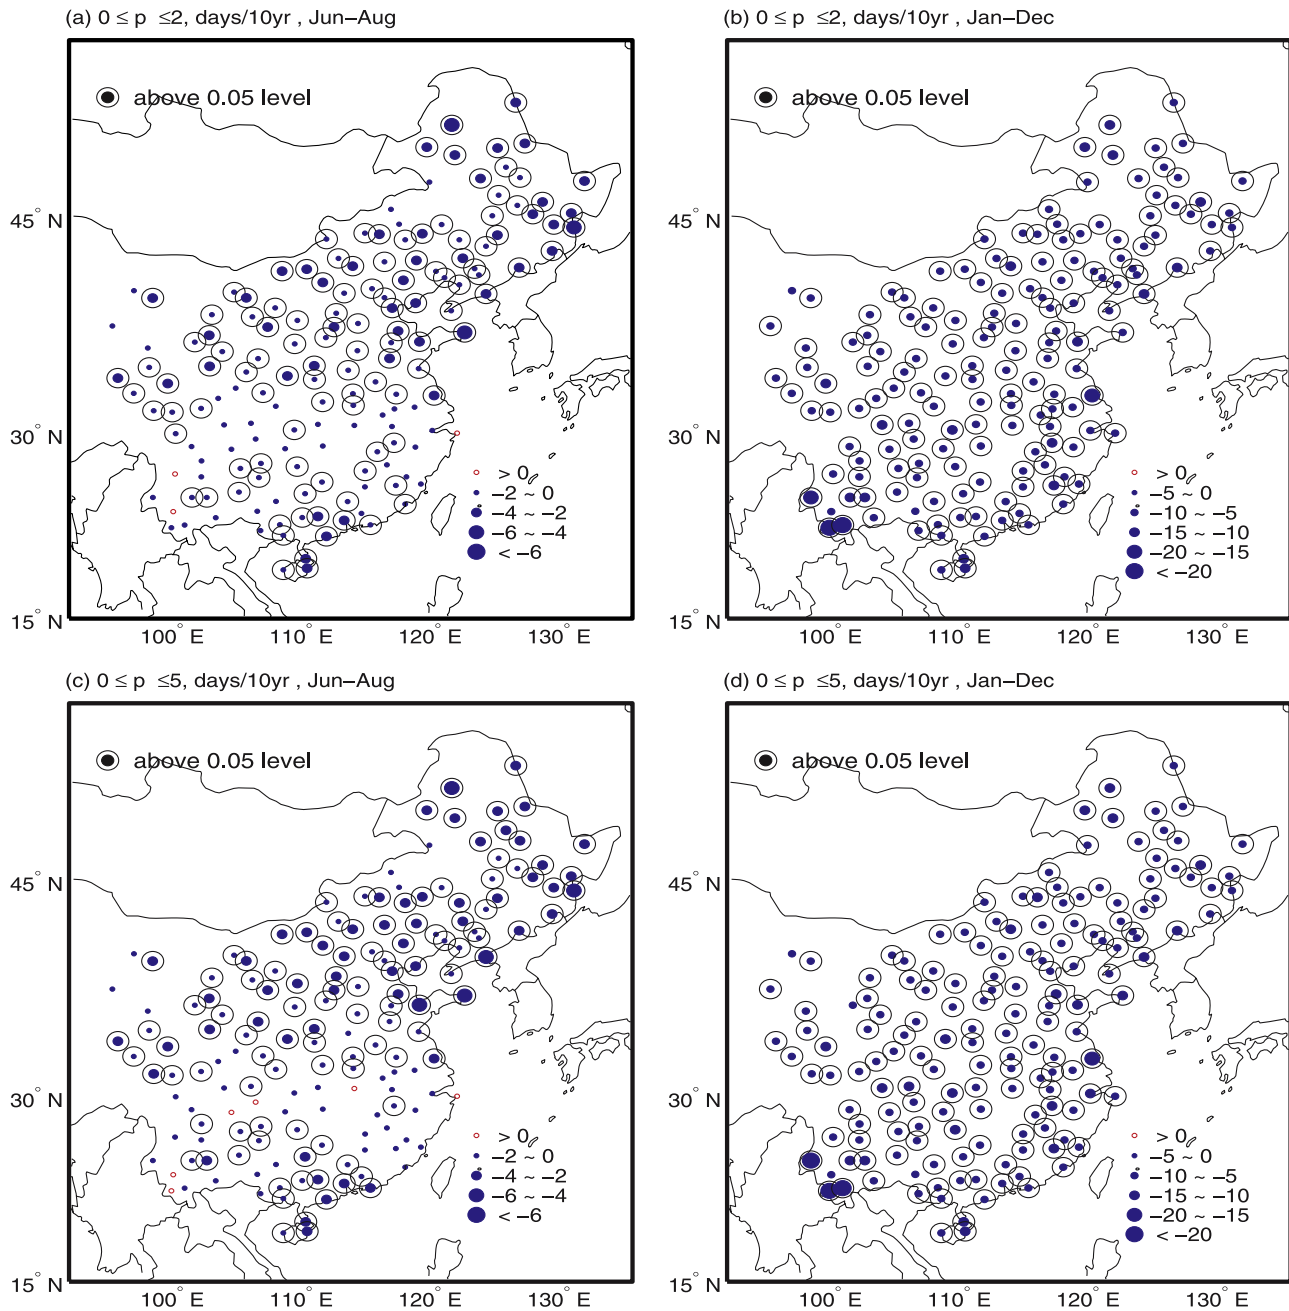 (a) 0 ≤ p ≤2, days/10yr , Jun−Aug
above 0.05 level
45° N
30° N
15° N
> 0
−2 ~ 0
−4 ~ −2
−6 ~ −4
< −6
100° E 110° E 120° E 130° E
(b) 0 ≤ p ≤2, days/10yr , Jan−Dec
above 0.05 level
45° N
30° N
15° N
> 0
−5 ~ 0
−10 ~ −5
−15 ~ −10
−20 ~ −15
< −20
100° E 110° E 120° E 130° E
(c) 0 ≤ p ≤5, days/10yr , Jun−Aug
above 0.05 level
45° N
30° N
15° N
> 0
−2 ~ 0
−4 ~ −2
−6 ~ −4
< −6
100° E 110° E 120° E 130° E
(d) 0 ≤ p ≤5, days/10yr , Jan−Dec
above 0.05 level
45° N
30° N
15° N
> 0
−5 ~ 0
−10 ~ −5
−15 ~ −10
−20 ~ −15
< −20
100° E 110° E 120° E 130° E